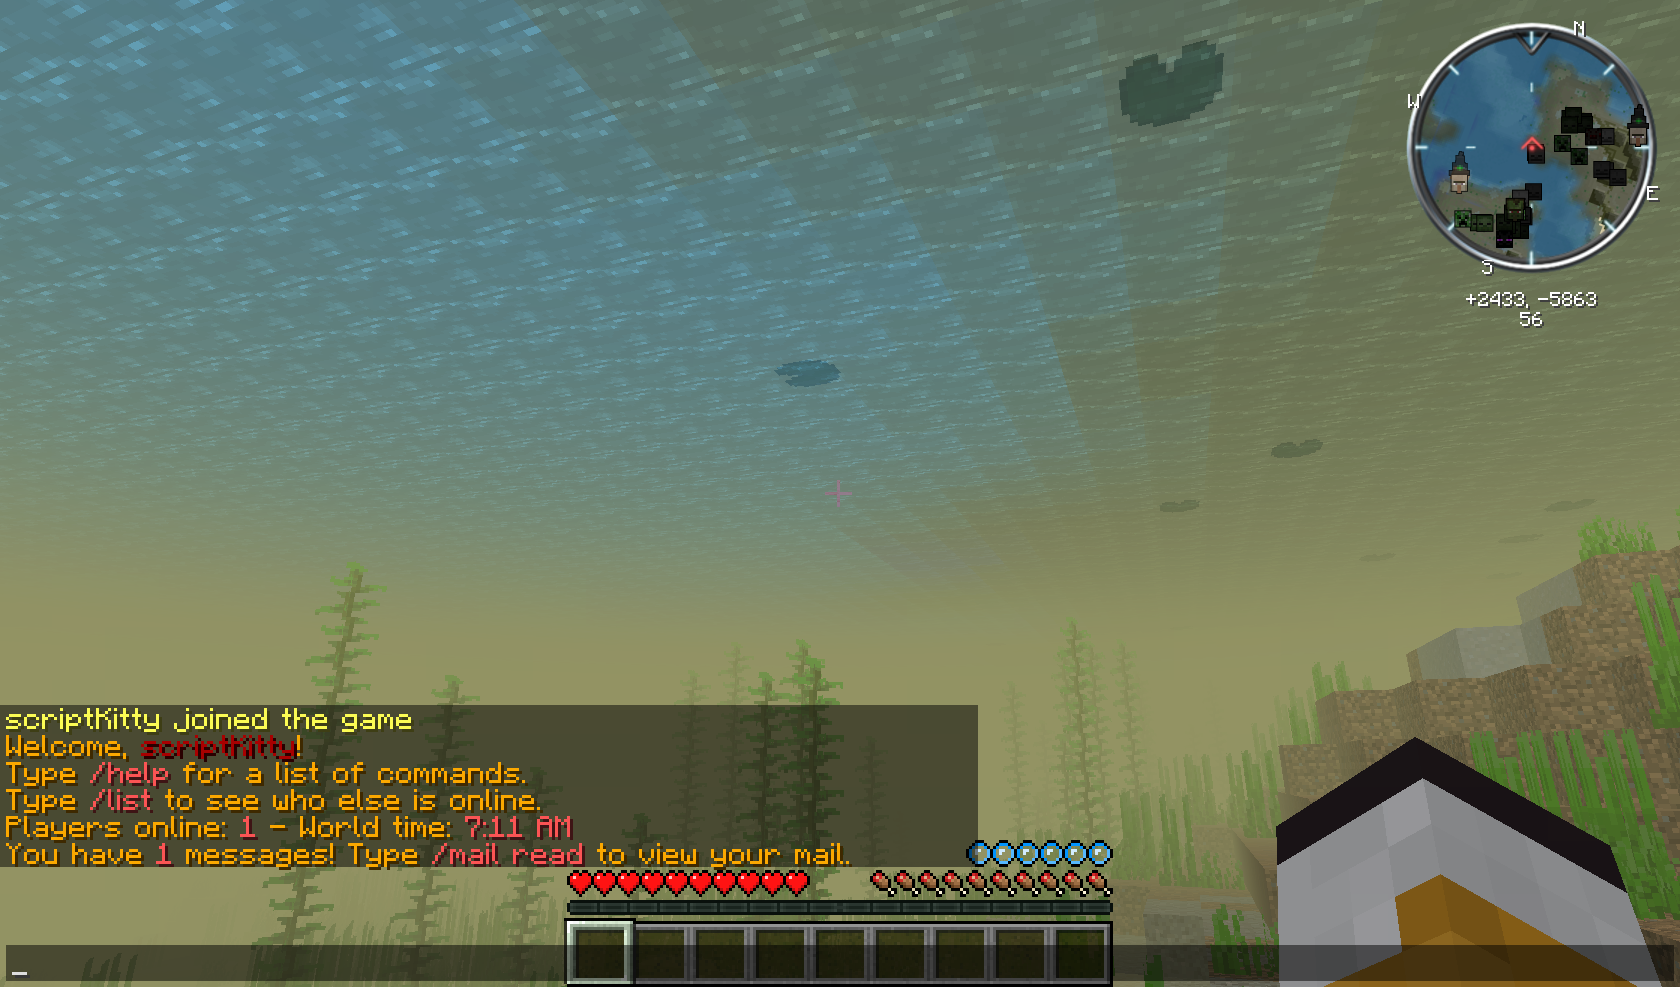 N
W
E
S
+2433, -5863
56
scriptKitty joined the game
Welcome, scriptKitty!
Type /help for a list of commands.
Type /list to see who else is online.
Players online: 1 - World time: 7:11 AM
You have 1 messages! Type /mail read to view your mail.
_